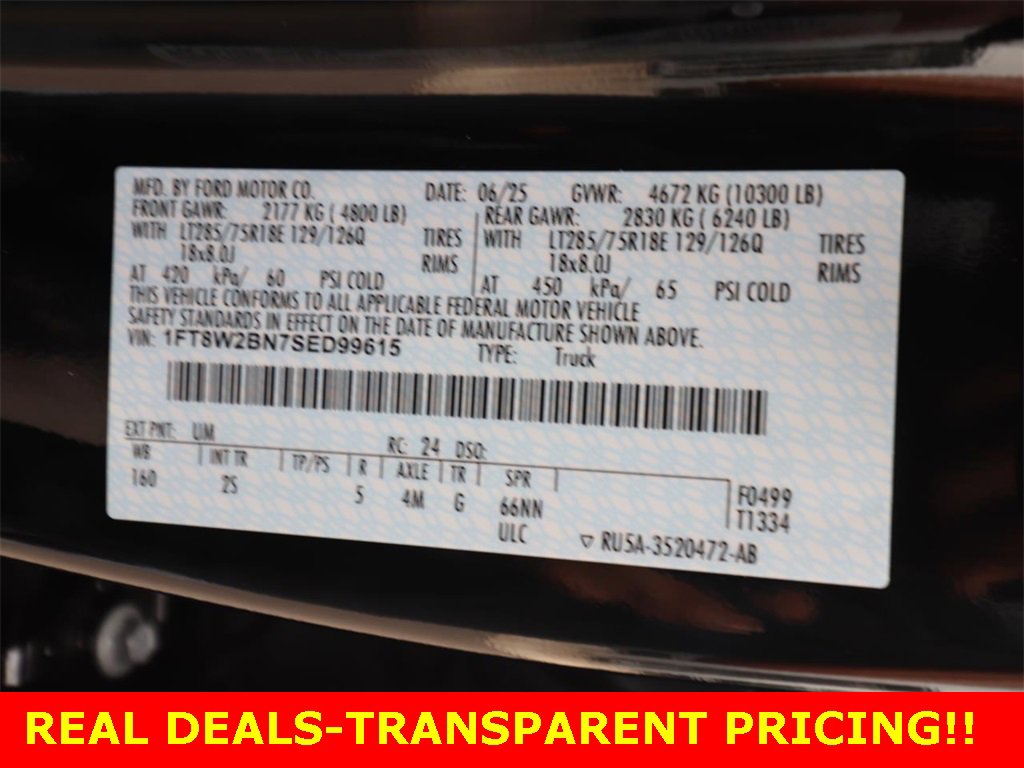 MFD. BY FORD MOTOR CO. DATE: 06/25 GVWR: 4672 KG (10300 LB)
FRONT GAWR: 2177 KG ( 4800 LB) REAR GAWR: 2830 KG ( 6240 LB)
WITH LT285/75R18E 129/126Q TIRES WITH LT285/75R18E 129/126Q TIRES
18x8.0J RIMS 18x8.0J RIMS
AT 420 kPa/ 60 PSI COLD AT 450 kPa/ 65 PSI COLD
THIS VEHICLE CONFORMS TO ALL APPLICABLE FEDERAL MOTOR VEHICLE
SAFETY STANDARDS IN EFFECT ON THE DATE OF MANUFACTURE SHOWN ABOVE.
VIN: 1FT8W2BN7SED99615 TYPE: Truck
EXT PNT: UM RC: 24 DSO:
WB INT TR TP/PS R AXLE TR SPR
160 2S 5 4M G 66NN F0499
ULC T1334
▽ RU5A-3520472-AB
REAL DEALS-TRANSPARENT PRICING!!